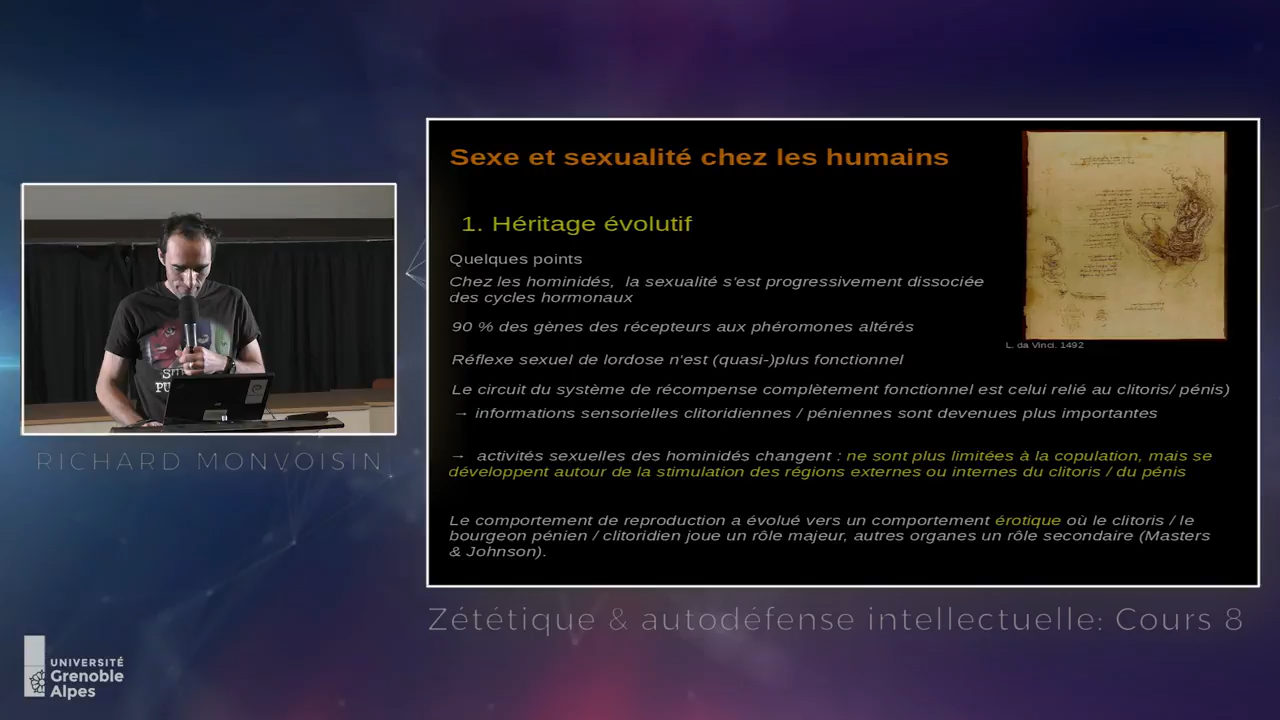 Sexe et sexualité chez les humains
1. Héritage évolutif
Quelques points
Chez les hominidés, la sexualité s'est progressivement dissociée
des cycles hormonaux
90 % des gènes des récepteurs aux phéromones altérés
L. da Vinci. 1492
Réflexe sexuel de lordose n'est (quasi-)plus fonctionnel
Le circuit du système de récompense complètement fonctionnel est celui relié au clitoris/ pénis)
→ informations sensorielles clitoridiennes / péniennes sont devenues plus importantes
→ activités sexuelles des hominidés changent : ne sont plus limitées à la copulation, mais se
développent autour de la stimulation des régions externes ou internes du clitoris / du pénis
Le comportement de reproduction a évolué vers un comportement érotique où le clitoris / le
bourgeon pénien / clitoridien joue un rôle majeur, autres organes un rôle secondaire (Masters
& Johnson).
RICHARD MONVOISIN
Zététique & autodéfense intellectuelle: Cours 8
UNIVERSITÉ
Grenoble
Alpes